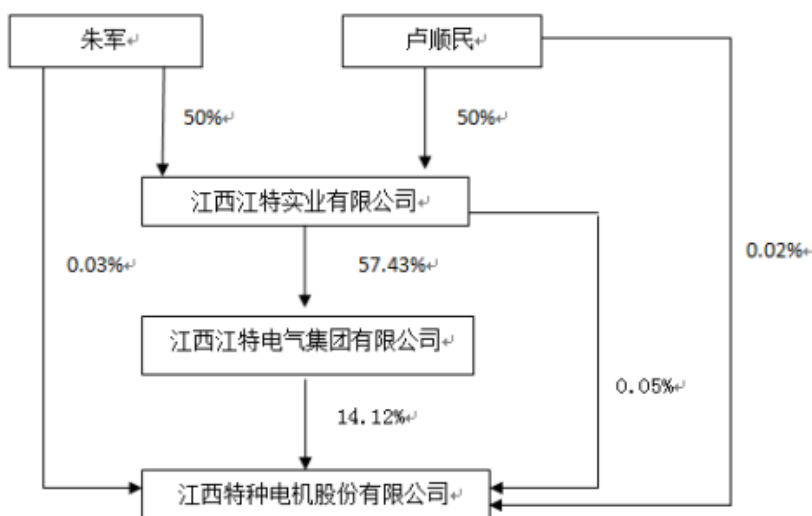 朱军↵
卢顺民↵
50%↵
50%↵
江西江特实业有限公司↵
0.03%↵
57.43%↵
0.02%↵
江西江特电气集团有限公司↵
0.05%↵
14.12%↵
江西特种电机股份有限公司↵